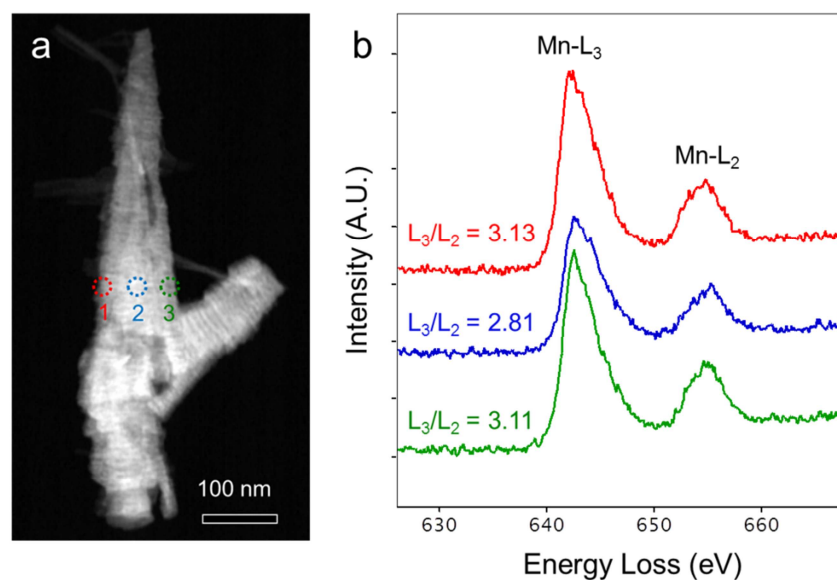 a
1
2
3
100 nm
b
Mn-L₃
Mn-L₂
L₃/L₂ = 3.13
L₃/L₂ = 2.81
L₃/L₂ = 3.11
Intensity (A.U.)
630 640 650 660
Energy Loss (eV)